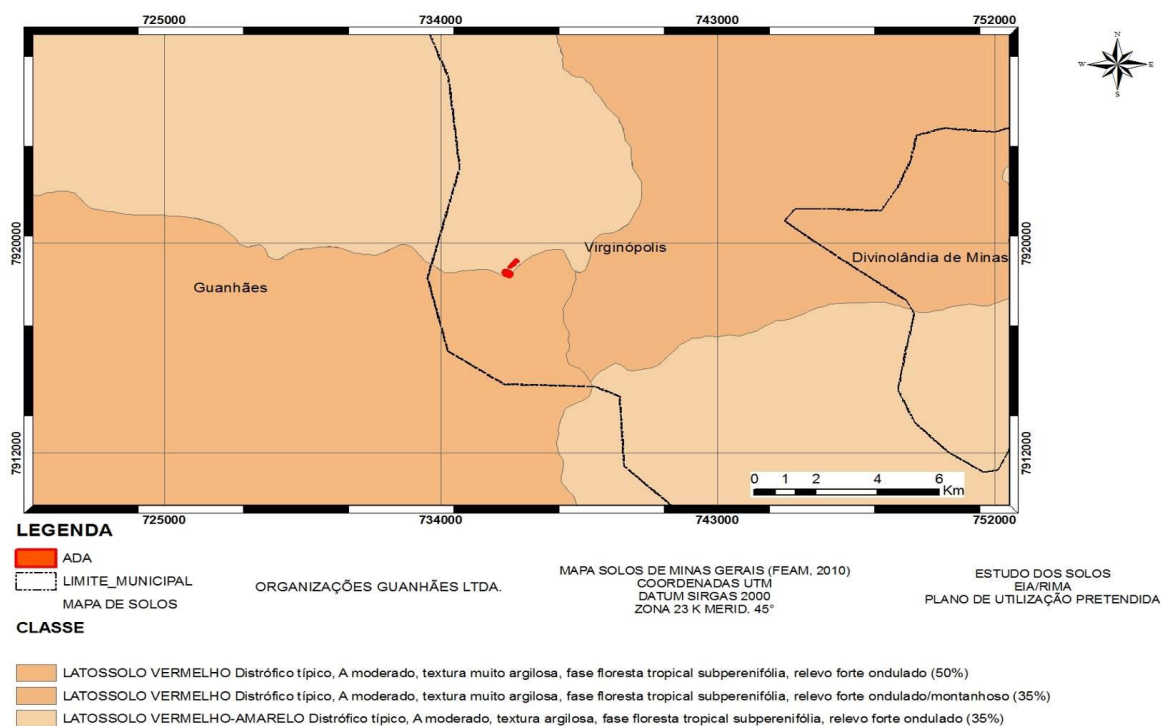 725000 734000 743000 752000
N
W E
S
7920000 7920000
Virginópolis
Divinolândia de Minas
Guanhães
7912000 7912000
0 1 2 4 6
Km
725000 734000 743000 752000
LEGENDA
ADA
LIMITE_MUNICIPAL
MAPA DE SOLOS
ORGANIZAÇÕES GUANHÃES LTDA.
MAPA SOLOS DE MINAS GERAIS (FEAM, 2010)
COORDENADAS UTM
DATUM SIRGAS 2000
ZONA 23 K MERID. 45°
ESTUDO DOS SOLOS
EIA/RIMA
PLANO DE UTILIZAÇÃO PRETENDIDA
CLASSE
LATOSSOLO VERMELHO Distrófico típico, A moderado, textura muito argilosa, fase floresta tropical subperenifólia, relevo forte ondulado (50%)
LATOSSOLO VERMELHO Distrófico típico, A moderado, textura muito argilosa, fase floresta tropical subperenifólia, relevo forte ondulado/montanhoso (35%)
LATOSSOLO VERMELHO-AMARELO Distrófico típico, A moderado, textura argilosa, fase floresta tropical subperenifólia, relevo forte ondulado (35%)